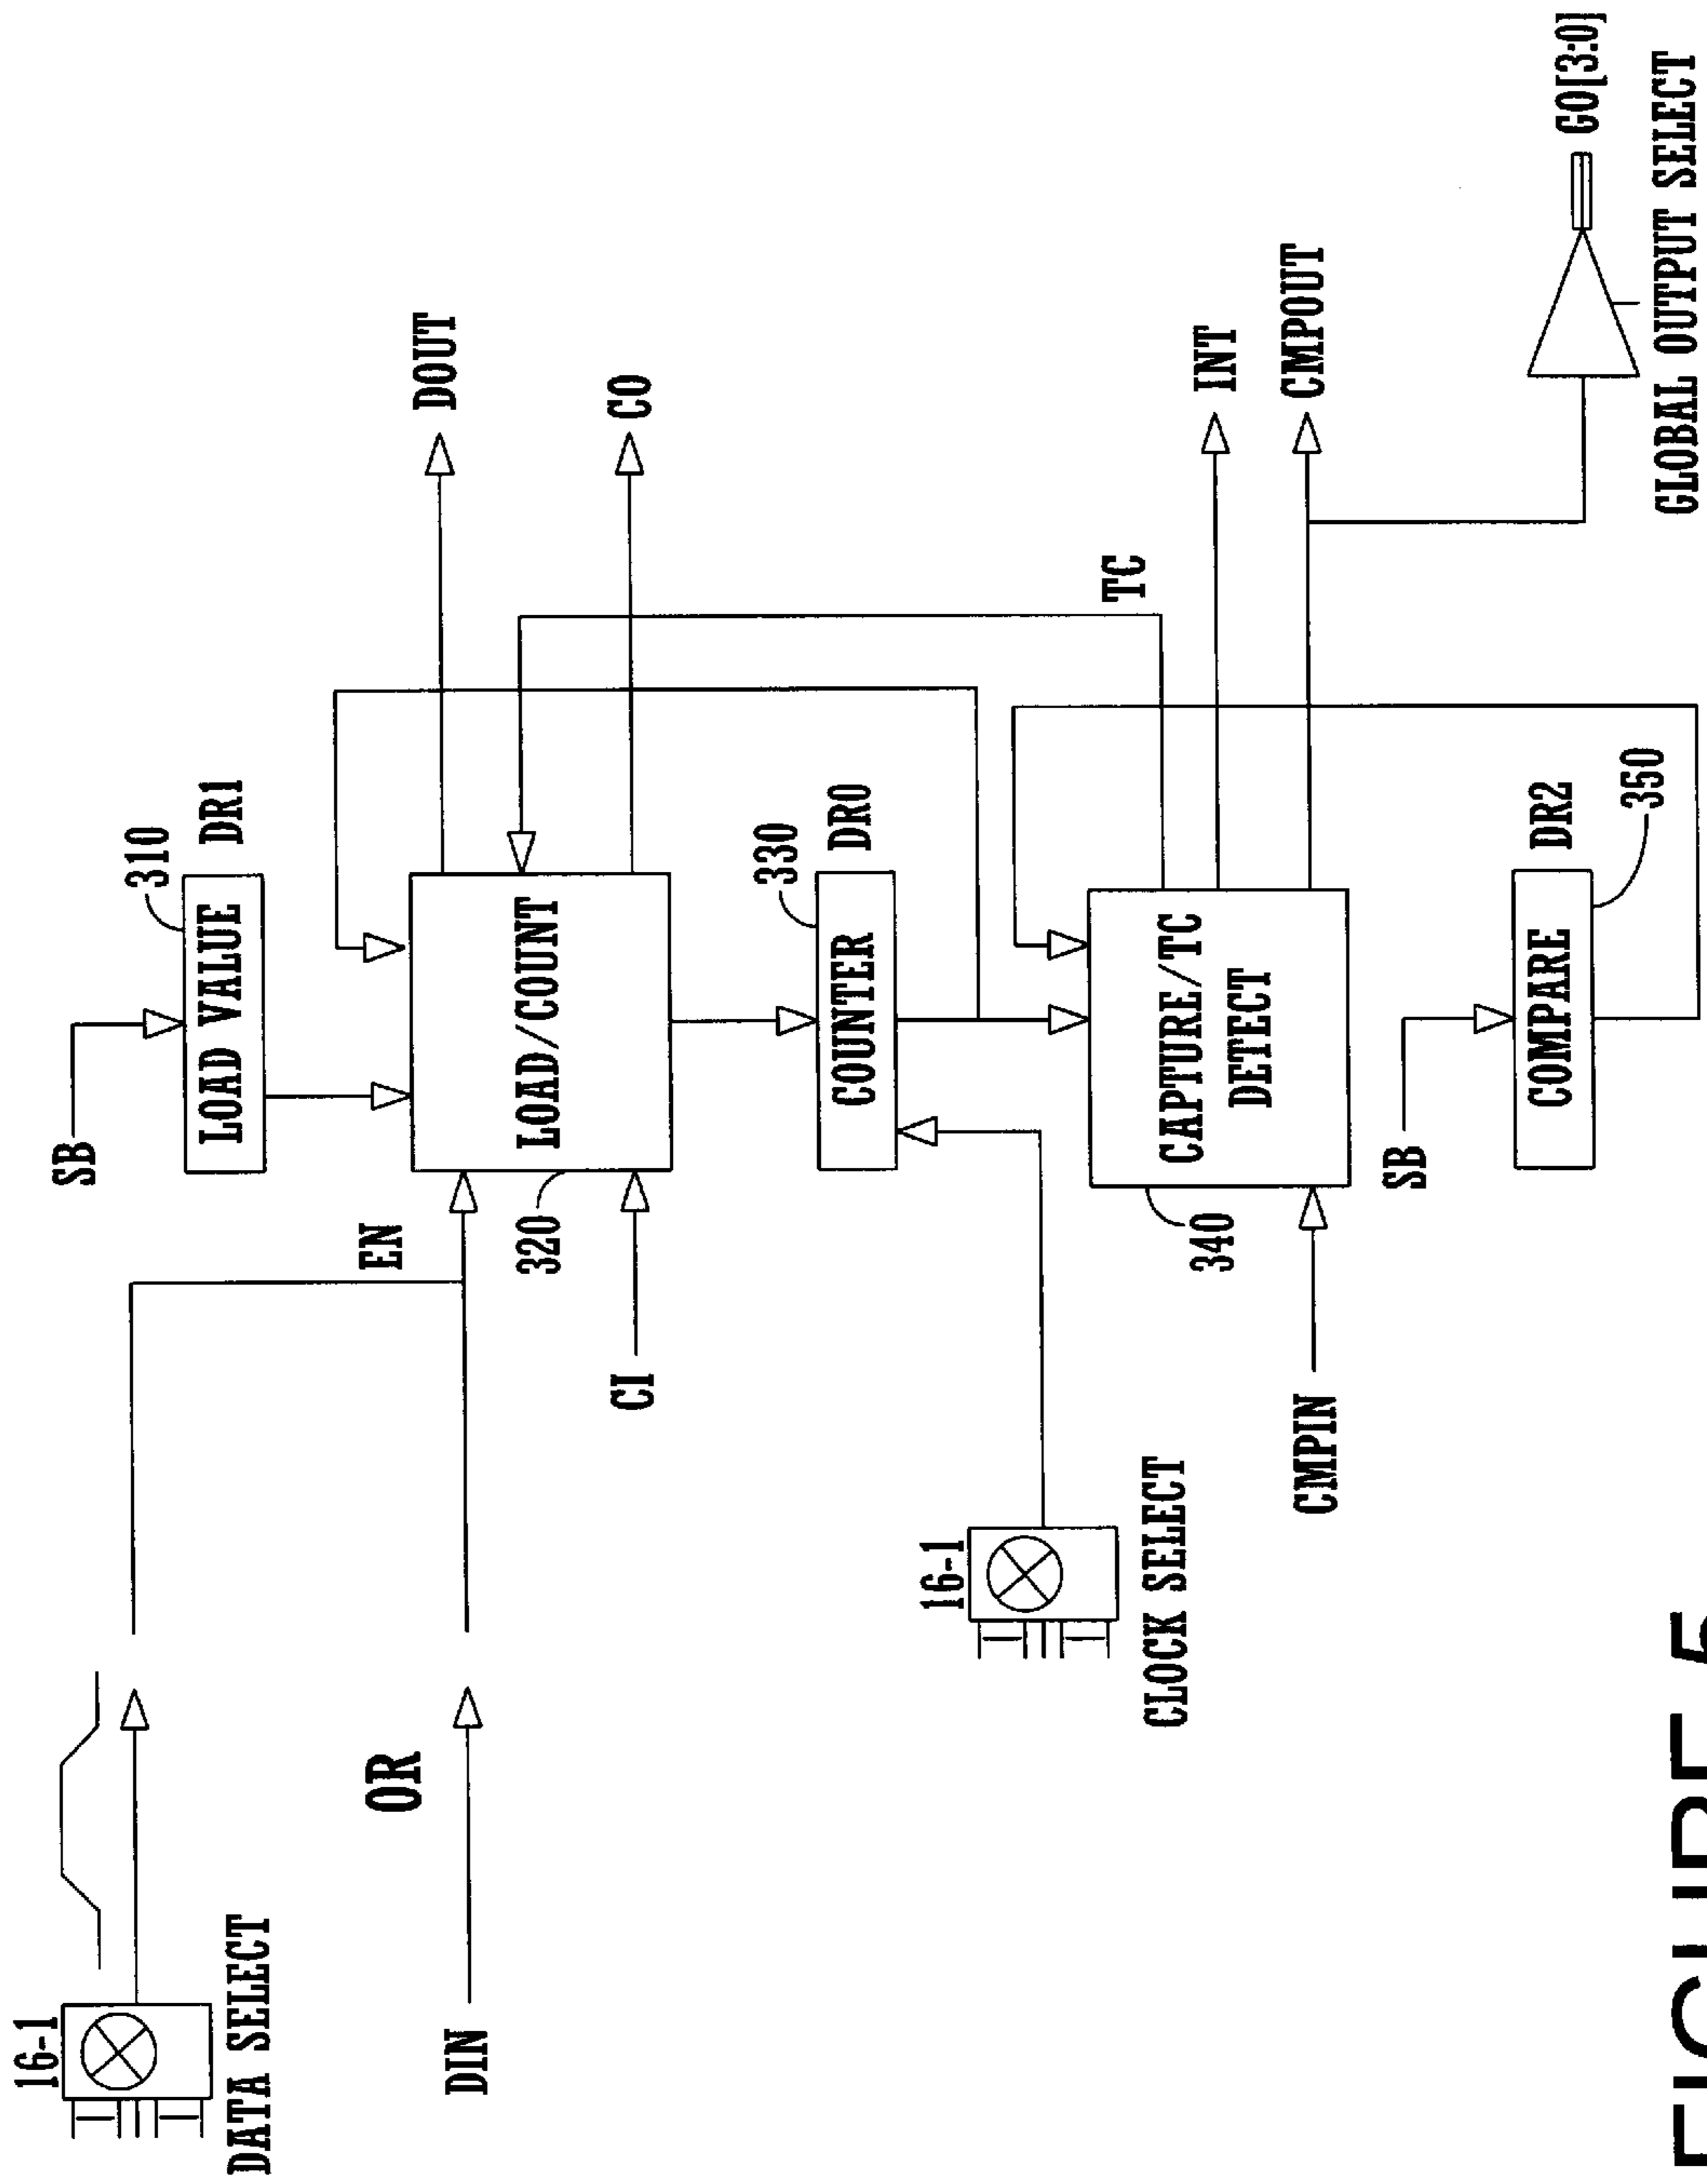 16-1
DATA SELECT
DIN
OR
EN
SB
310
LOAD VALUE
DR1
LOAD/COUNT
320
CI
DOUT
CO
330
COUNTER
DR0
16-1
CLOCK SELECT
TC
CAPTURE/TC
DETECT
340
CMPIN
INT
CMPOUT
SB
COMPARE
DR2
350
GO[3:0]
GLOBAL OUTPUT SELECT
FIGURE 5